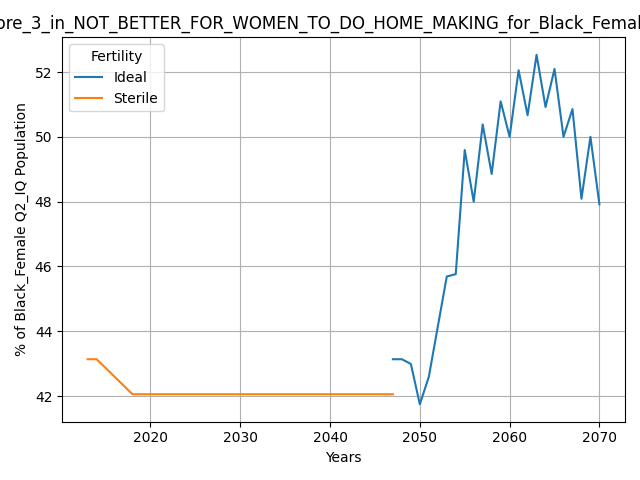 ore_3_in_NOT_BETTER_FOR_WOMEN_TO_DO_HOME_MAKING_for_Black_Femal
Fertility
Ideal
Sterile
% of Black_Female Q2_IQ Population
52
50
48
46
44
42
2020 2030 2040 2050 2060 2070
Years